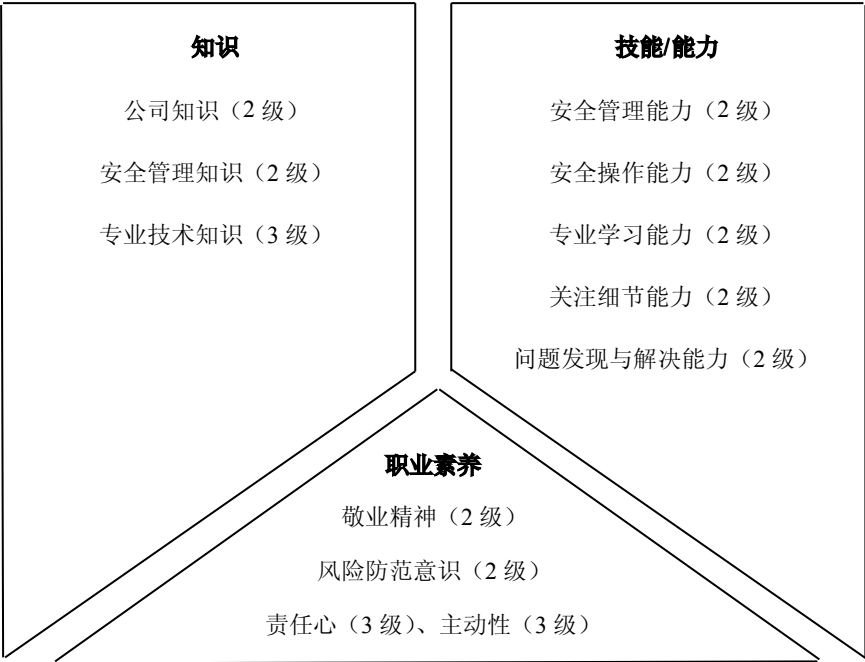 知识
公司知识（2 级）
安全管理知识（2 级）
专业技术知识（3 级）
技能/能力
安全管理能力（2 级）
安全操作能力（2 级）
专业学习能力（2 级）
关注细节能力（2 级）
问题发现与解决能力（2 级）
职业素养
敬业精神（2 级）
风险防范意识（2 级）
责任心（3 级）、主动性（3 级）